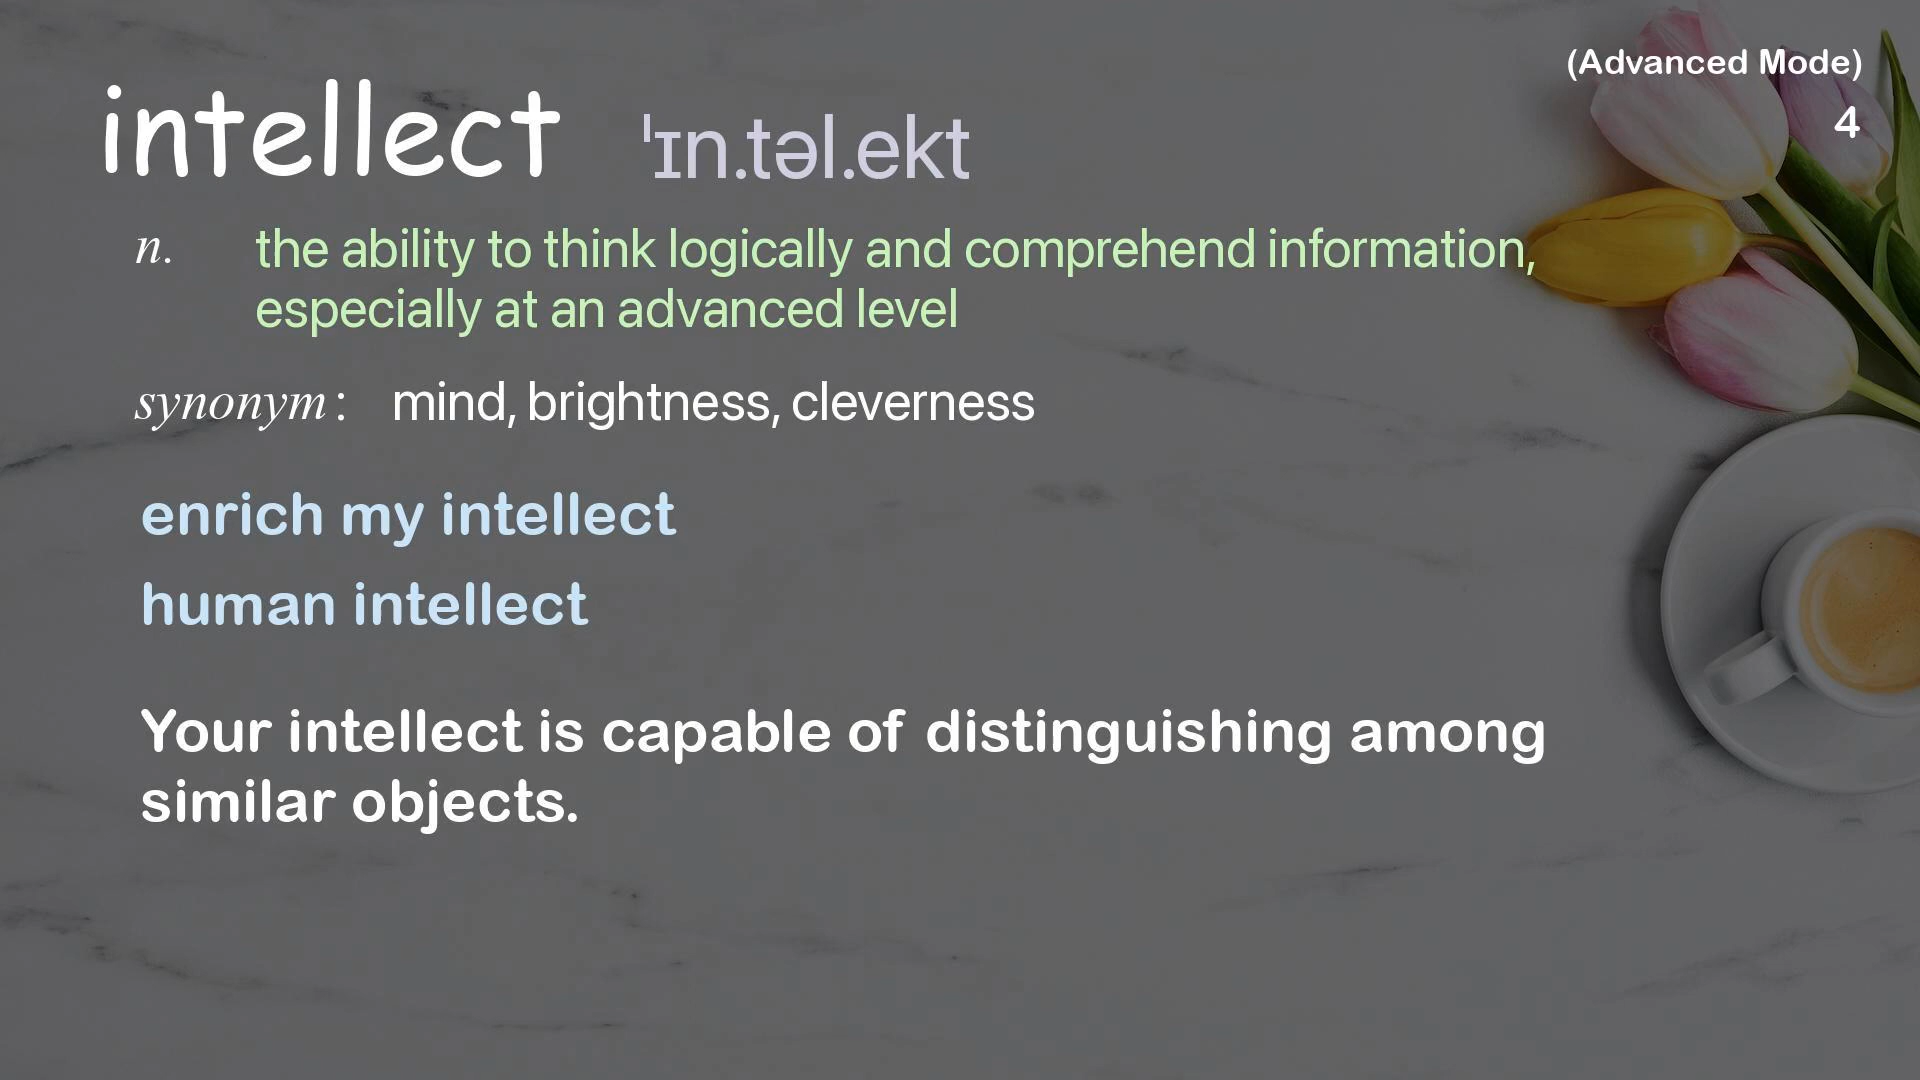 (Advanced Mode)
intellect ˈɪn.təl.ekt
4
n. the ability to think logically and comprehend information,
especially at an advanced level
synonym: mind, brightness, cleverness
enrich my intellect
human intellect
Your intellect is capable of distinguishing among
similar objects.